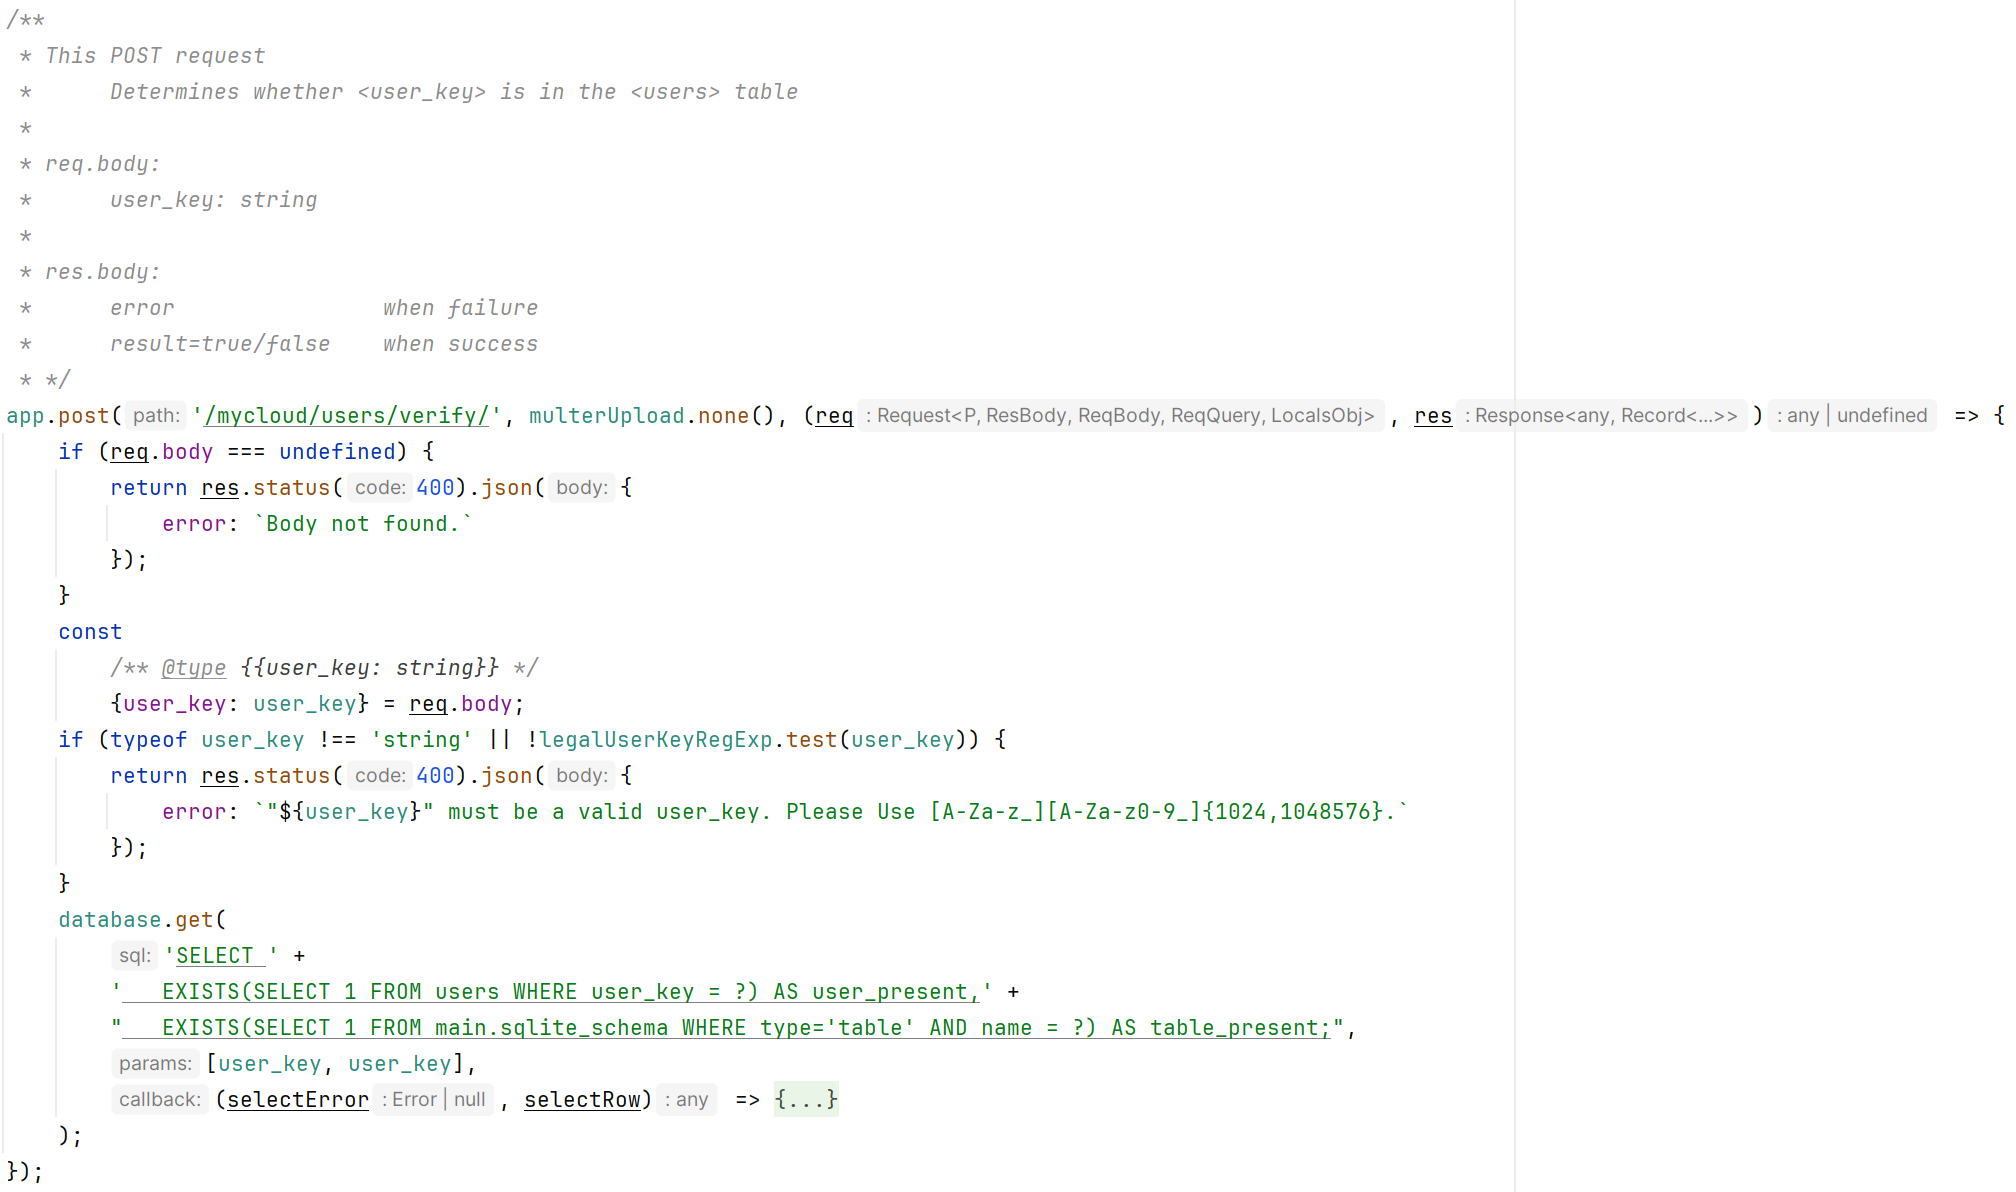 /**
 * This POST request
 *      Determines whether <user_key> is in the <users> table
 *
 * req.body:
 *      user_key: string
 *
 * res.body:
 *      error                when failure
 *      result=true/false    when success
 * */
app.post( path: '/mycloud/users/verify/', multerUpload.none(), (req : Request<P, ResBody, ReqBody, ReqQuery, LocalsObj> , res : Response<any, Record<...>> ) : any | undefined  => {
    if (req.body === undefined) {
        return res.status( code: 400).json( body: {
            error: `Body not found.`
        });
    }
    const
        /** @type {{user_key: string}} */
        {user_key: user_key} = req.body;
    if (typeof user_key !== 'string' || !legalUserKeyRegExp.test(user_key)) {
        return res.status( code: 400).json( body: {
            error: `"${user_key}" must be a valid user_key. Please Use [A-Za-z_][A-Za-z0-9_]{1024,1048576}.`
        });
    }
    database.get(
        sql: 'SELECT ' +
        '   EXISTS(SELECT 1 FROM users WHERE user_key = ?) AS user_present,' +
        "   EXISTS(SELECT 1 FROM main.sqlite_schema WHERE type='table' AND name = ?) AS table_present;",
        params: [user_key, user_key],
        callback: (selectError : Error | null , selectRow) : any  => {...}
    );
});